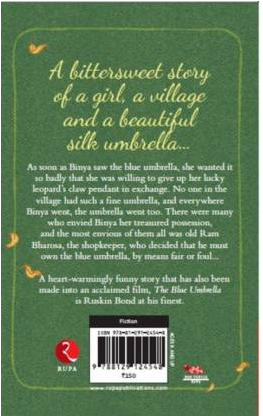 A bittersweet story
of a girl, a village
and a beautiful
silk umbrella...
As soon as Binya saw the blue umbrella, she wanted it
so badly that she was willing to give up her lucky
leopard's claw pendant in exchange. No one in the
village had such a fine umbrella, and everywhere
Binya went, the umbrella went too. There were many
who envied Binya her treasured possession,
and the most envious of them all was old Ram
Bharosa, the shopkeeper, who decided that he must
own the blue umbrella, by means fair or foul...
A heart-warmingly funny story that has also been
made into an acclaimed film, The Blue Umbrella
is Ruskin Bond at his finest.
Fiction
RUPA
₹150
www.rupapublications.com